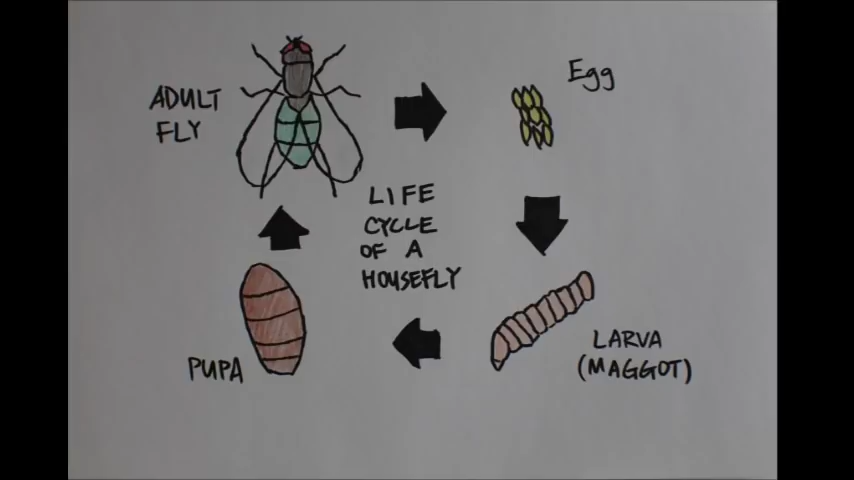 ADULT
FLY
Egg
LIFE
CYCLE
OF A
HOUSEFLY
LARVA
(MAGGOT)
PUPA